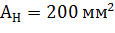 Aн = 200 мм²